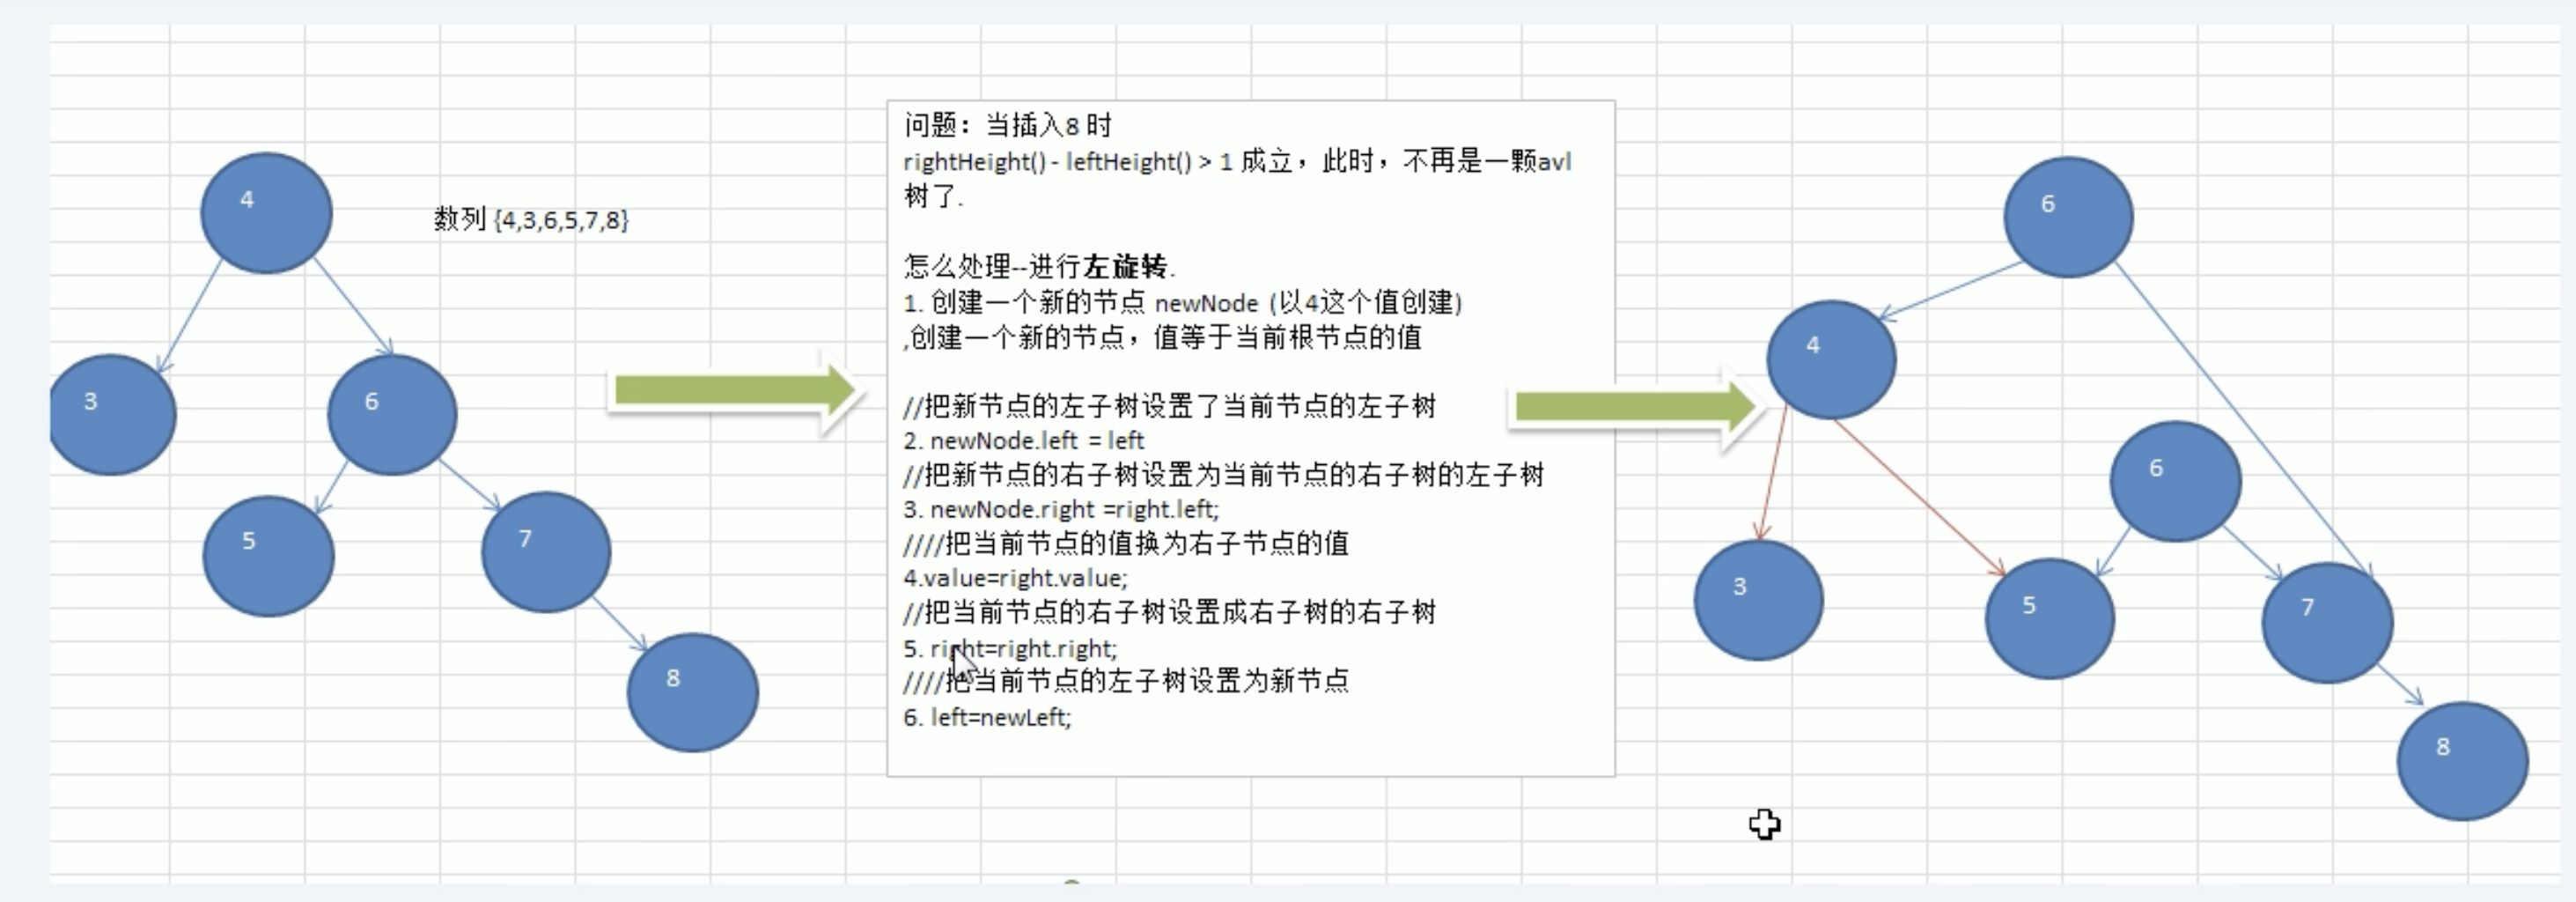 4
数列 {4,3,6,5,7,8}
3
6
5
7
8
问题：当插入8 时
rightHeight() - leftHeight() > 1 成立，此时，不再是一颗avl
树了.
怎么处理--进行左旋转.
1. 创建一个新的节点 newNode (以4这个值创建)
,创建一个新的节点，值等于当前根节点的值
//把新节点的左子树设置了当前节点的左子树
2. newNode.left = left
//把新节点的右子树设置为当前节点的右子树的左子树
3. newNode.right =right.left;
////把当前节点的值换为右子节点的值
4.value=right.value;
//把当前节点的右子树设置成右子树的右子树
5. right=right.right;
////把当前节点的左子树设置为新节点
6. left=newLeft;
6
4
6
3
5
7
8